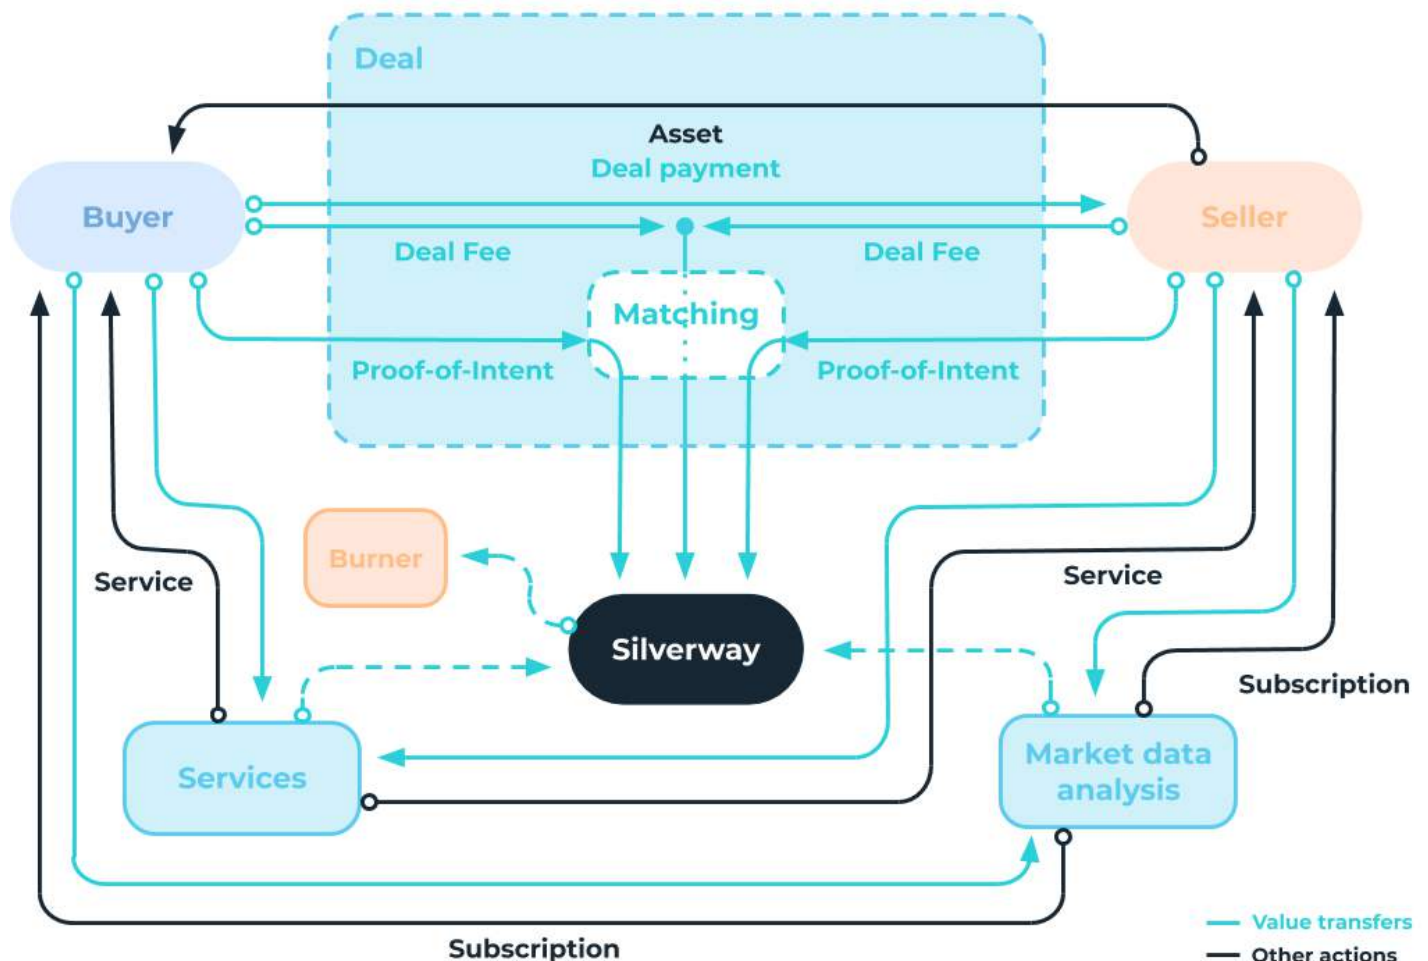 Deal
Asset
Deal payment
Buyer
Seller
Deal Fee
Deal Fee
Matching
Proof-of-Intent
Proof-of-Intent
Burner
Service
Service
Silverway
Subscription
Services
Market data
analysis
Value transfers
Subscription
Other actions